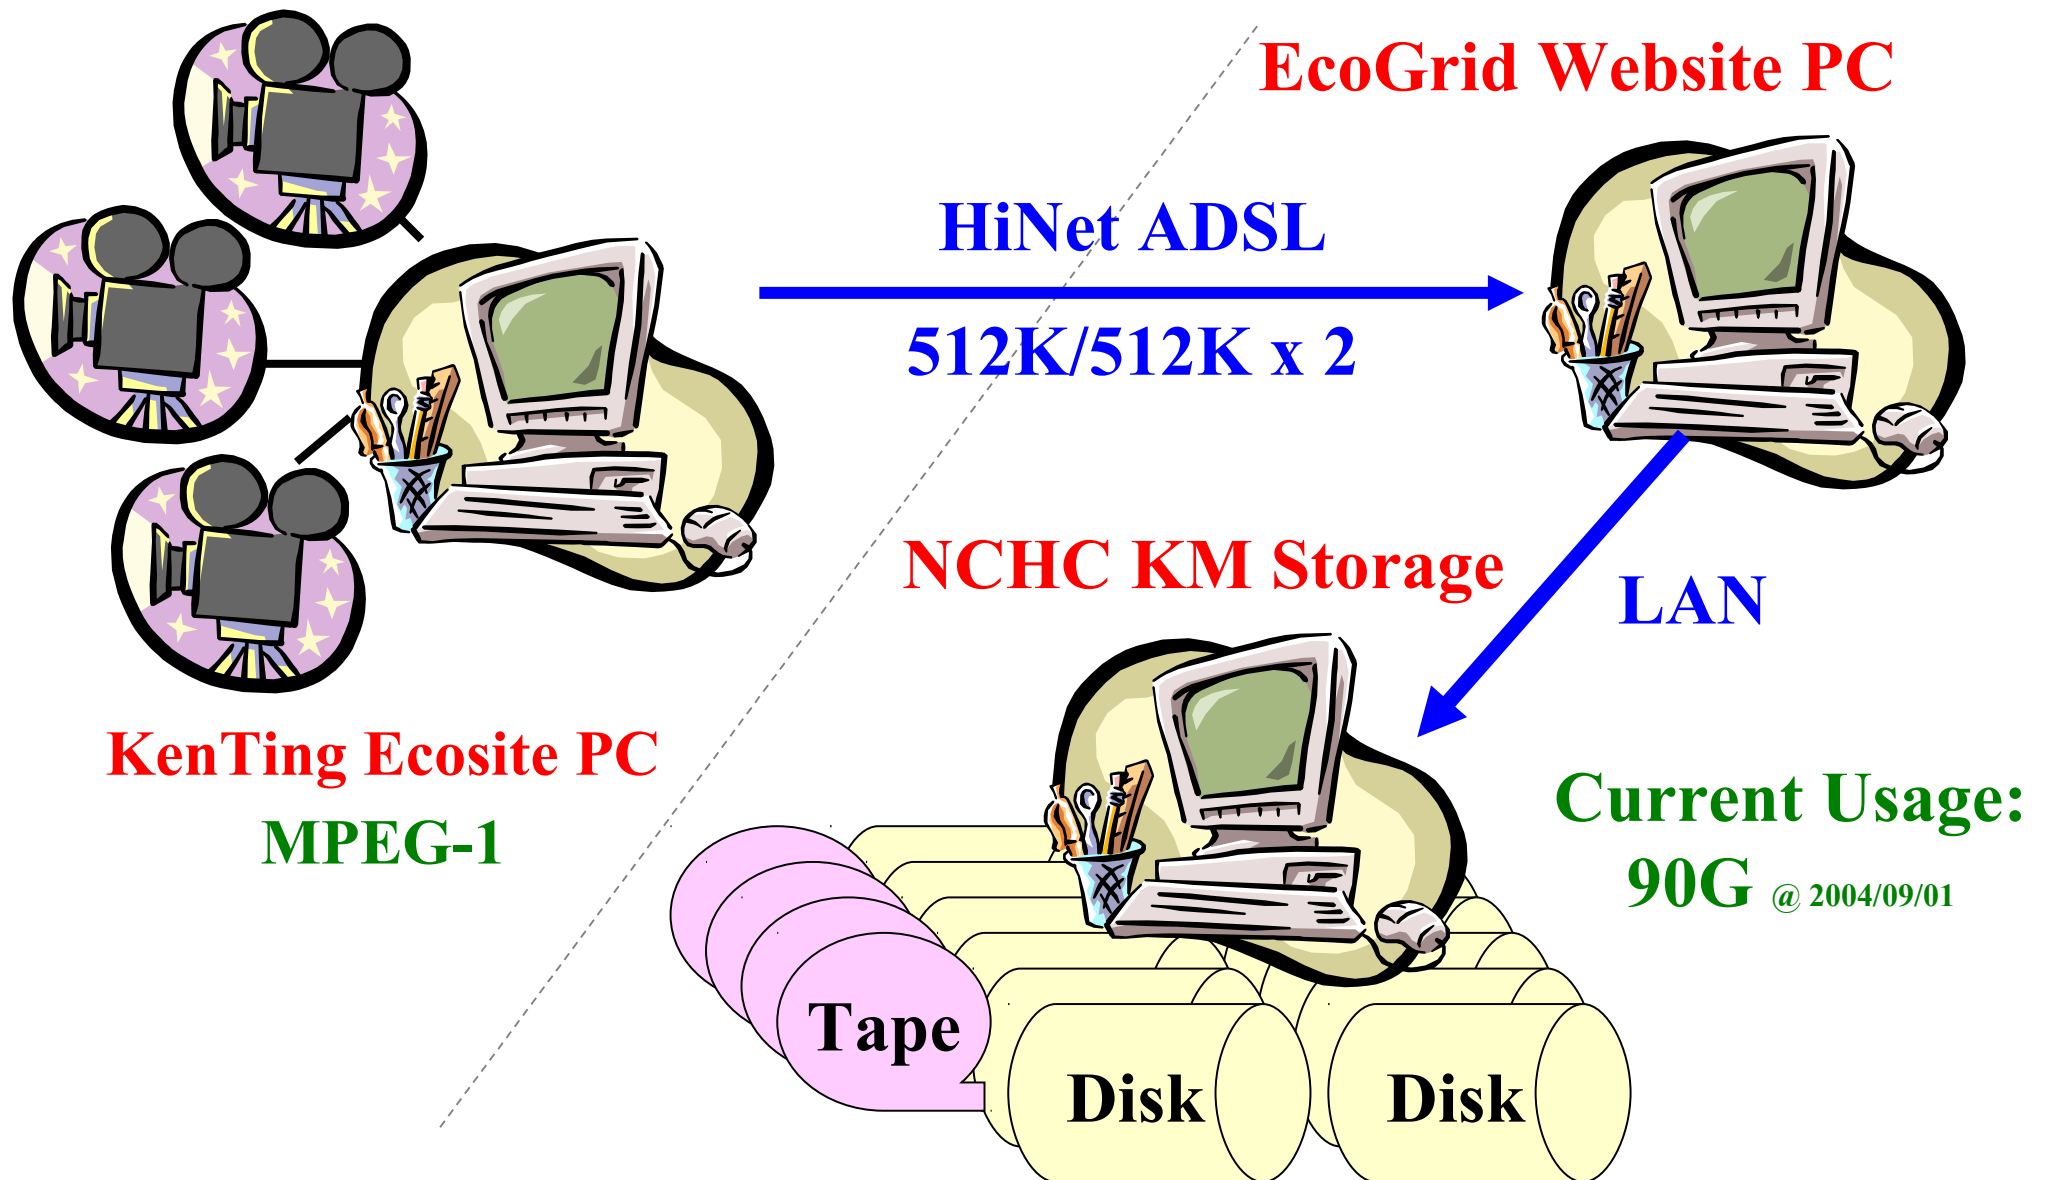 EcoGrid Website PC
HiNet ADSL
512K/512K x 2
NCHC KM Storage
LAN
KenTing Ecosite PC
MPEG-1
Current Usage:
90G @ 2004/09/01
Tape
Disk
Disk